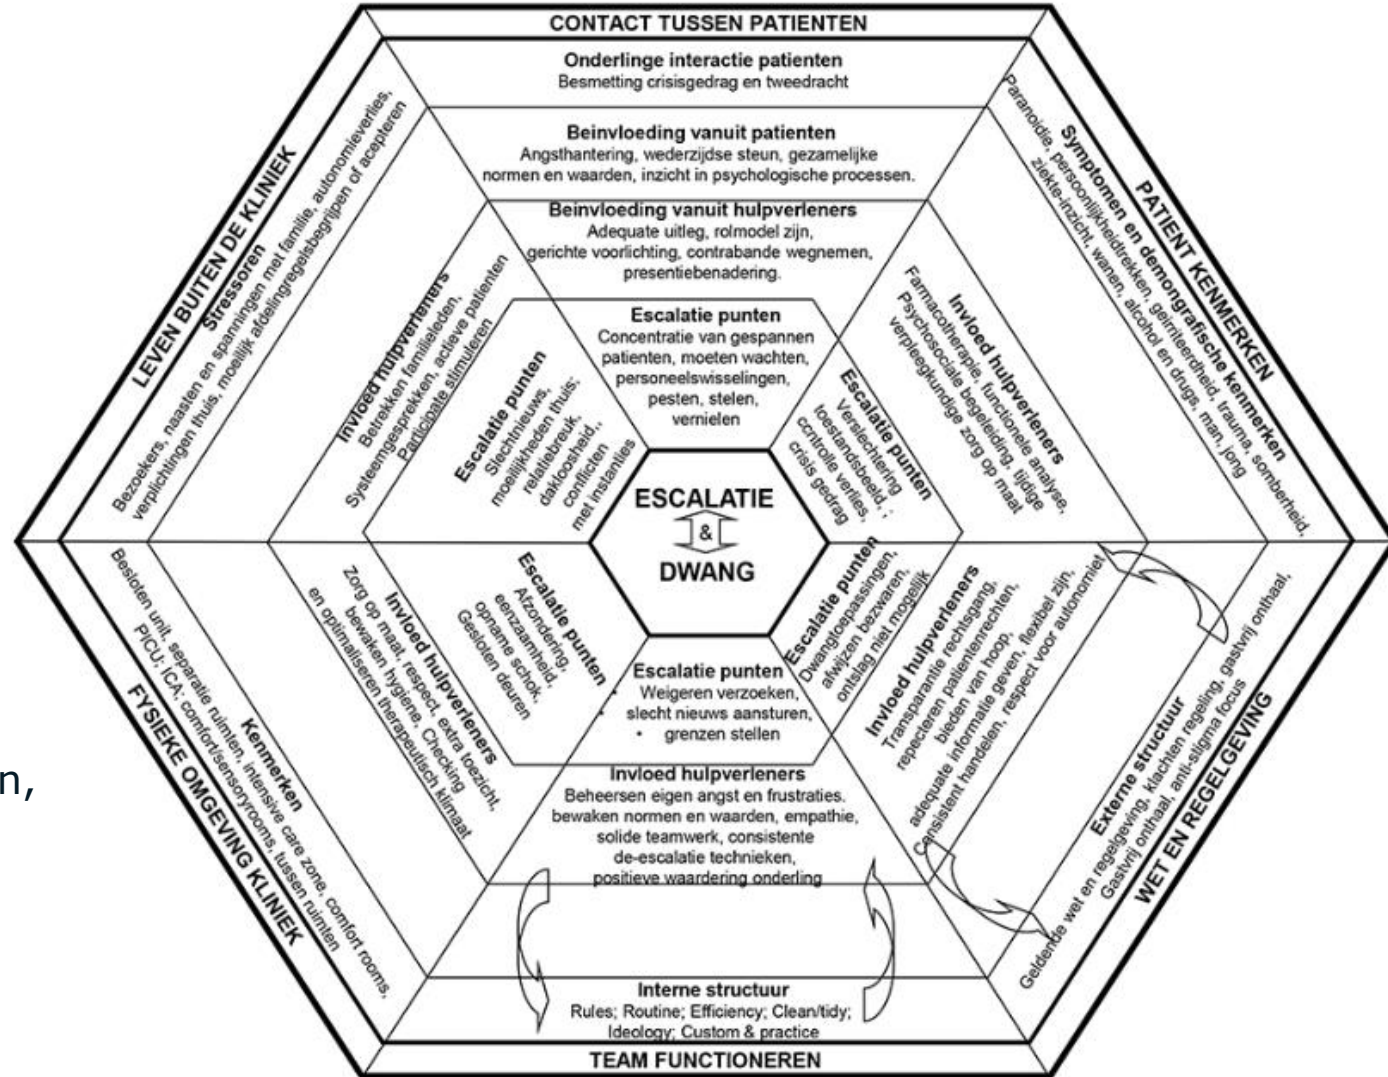 CONTACT TUSSEN PATIENTEN
Onderlinge interactie patienten
Besmetting crisisgedrag en tweedracht
Beinvloeding vanuit patienten
Angsthantering, wederzijdse steun, gezamelijke
normen en waarden, inzicht in psychologische processen.
Beinvloeding vanuit hulpverleners
Adequate uitleg, rolmodel zijn,
gerichte voorlichting, contrabande wegnemen,
presentiebenadering.
Escalatie punten
Concentratie van gespannen
patienten, moeten wachten,
personeelswisselingen,
pesten, stelen,
vernielen
PATIENT KENMERKEN
Symptomen en demongrafische kenmerken
Paranoidie, persoonlijkheidtrekken, geirriteerdheid, trauma, somberheid,
ziekte-inzicht, wanen, alcohol en drugs, man, jong
Invloed hulpverleners
Farmacotherapie, functionele analyse,
Psychosociale begeleiding, tijdige
verpleegkundige zorg op maat
Escalatie punten
Verslechtering
toestandsbeeld, ;
controlle verlies,
crisis gedrag
WET EN REGELGEVING
Externe structuur
Geldende wet en regelgeving, klachten regeling, gastvrij onthaal,
Gastvrij onthaal, anti-stigma focus
Invloed hulpverleners
Transparantie rechtsgang,
repecteren patientenrechten,
bieden van hoop,
adequate informatie geven, flexibel zijn,
Consistent handelen, respect voor autonomiet
Escalatie punten
Dwangtoepassingen,
afwijzen bezwaren,
ontslag niet mogelijk
TEAM FUNCTIONEREN
Interne structuur
Rules; Routine; Efficiency; Clean/tidy;
Ideology; Custom & practice
Invloed hulpverleners
Beheersen eigen angst en frustraties.
bewaken normen en waarden, empathie,
solide teamwerk, consistente
de-escalatie technieken,
positieve waardering onderling
Escalatie punten
• Weigeren verzoeken,
• slecht nieuws aansturen,
• grenzen stellen
FYSIEKE OMGEVING KLINIEK
Kenmerken
Besloten unit, separatie ruimten, intensive care zone, comfort rooms,
PICU; ICA; comfort/sensoryrooms, tussen ruimten
Invloed hulpverleners
Zorg op maat, respect, extra toezicht,
bewaken hygiene, Checking
en optimaliseren therapeutisch klimaat
Escalatie punten
Afzondering,
eenzaamheid,
opname schok,
Gesloten deuren
LEVEN BUITEN DE KLINIEK
Stressoren
Bezoekers, naasten en spanningen met familie, autonomieverlies,
verplichtingen thuis, moeilijk afdelingregelsbegrijpen of acepteren
Invloed hulpverleners
Betrekken familieleden,
Systeemgesprekken, actieve patienten
Participate stimuleren
Escalatie punten
Slechtnieuws,
moeilijkheden thuis;
relatiebreuk,
dakloosheid,,
conflicten
met instanties
ESCALATIE
&
DWANG
n,